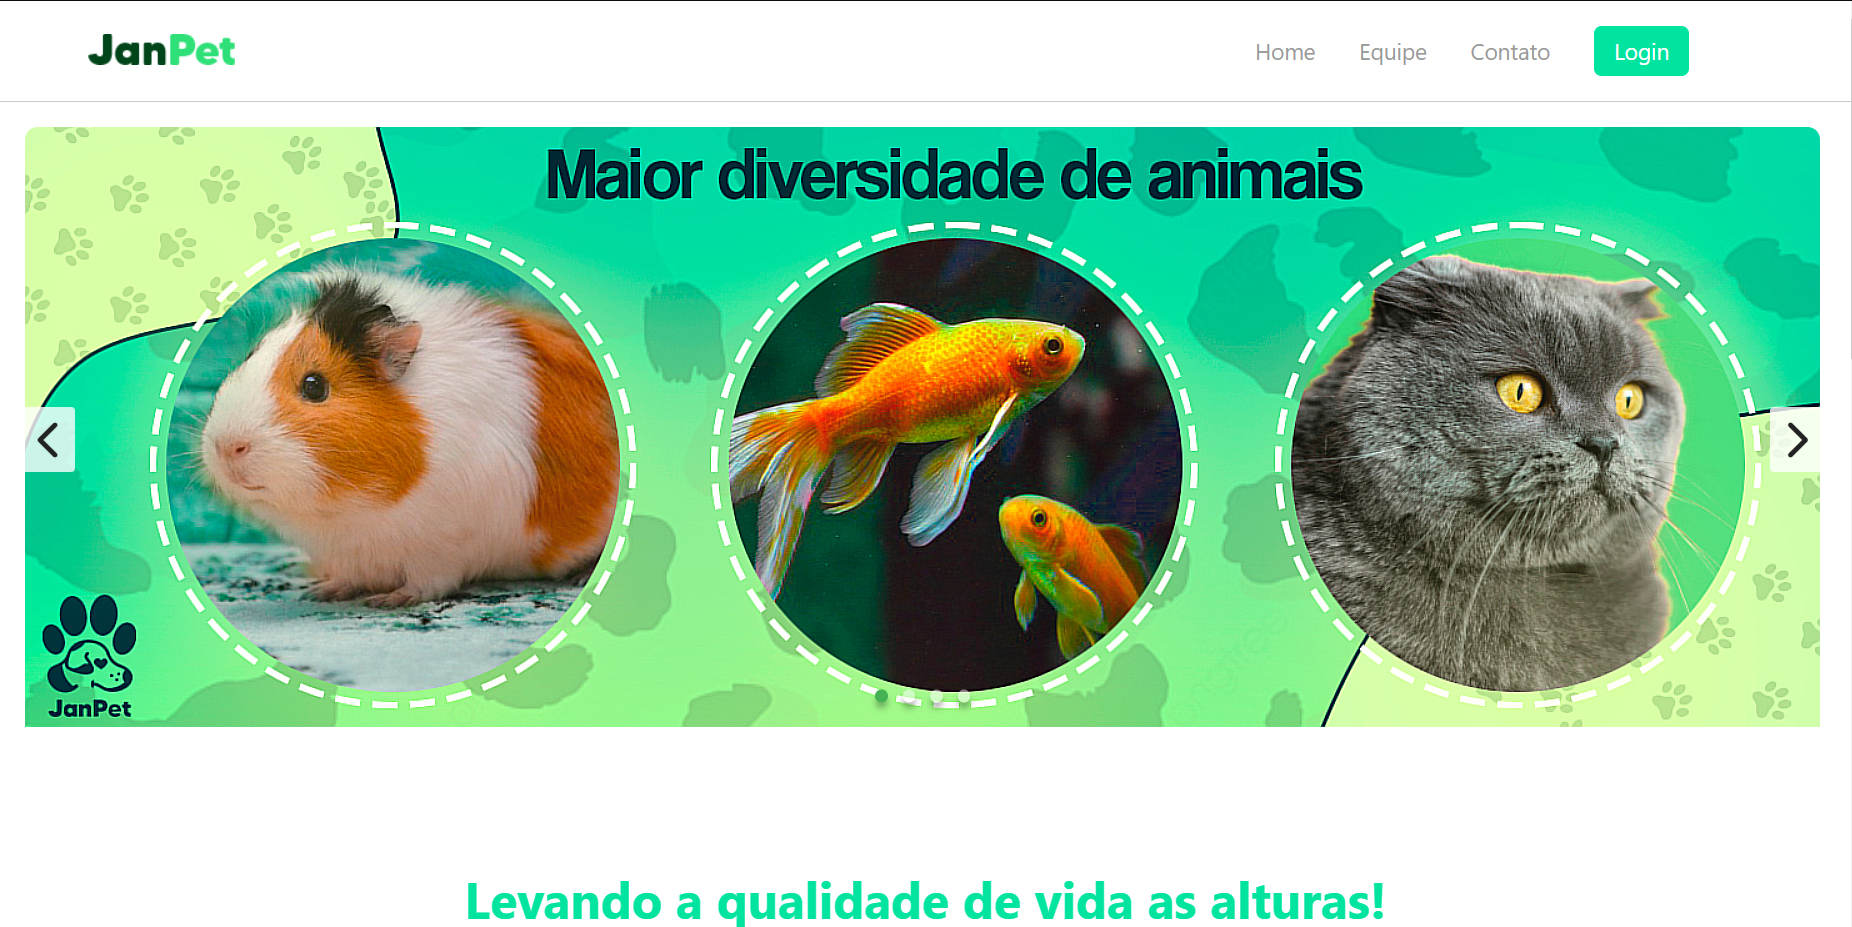 JanPet
Home Equipe Contato Login
Maior diversidade de animais
JanPet
Levando a qualidade de vida as alturas!